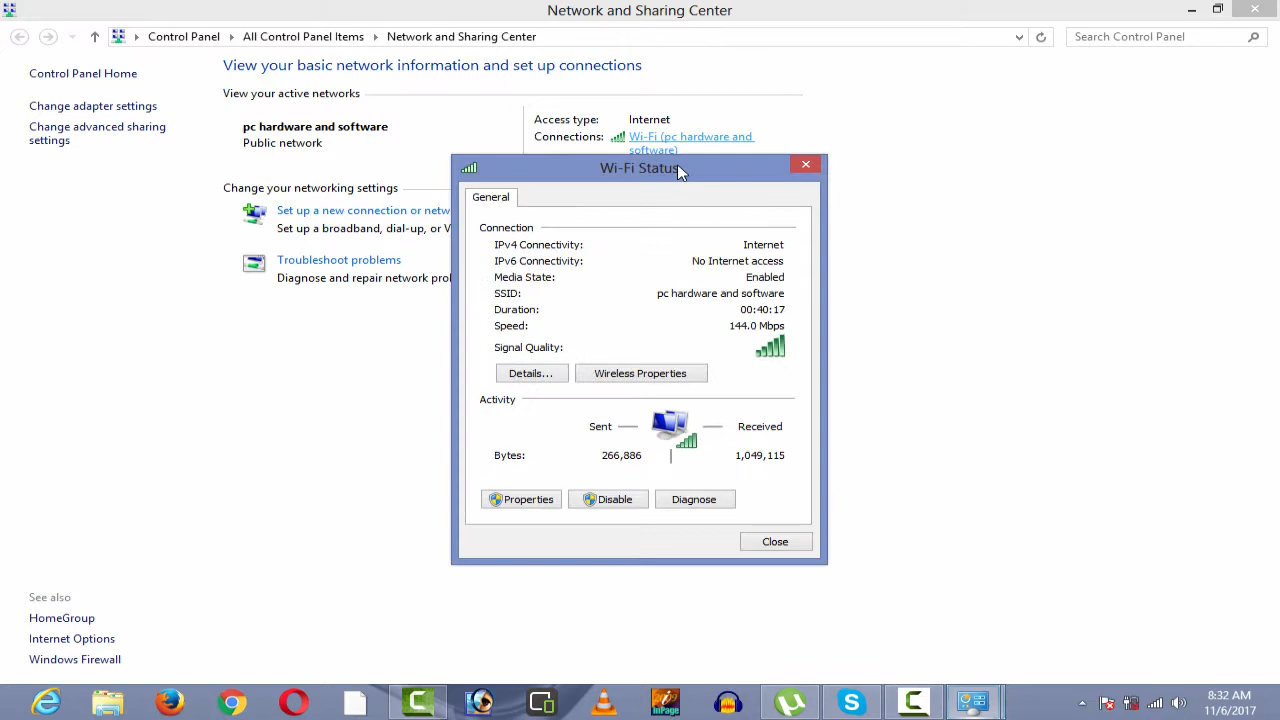 Network and Sharing Center
Control Panel
All Control Panel Items
Network and Sharing Center
Search Control Panel
Control Panel Home
Change adapter settings
Change advanced sharing
settings
See also
HomeGroup
Internet Options
Windows Firewall
View your basic network information and set up connections
View your active networks
pc hardware and software
Public network
Access type: Internet
Connections: Wi-Fi (pc hardware and
software)
Change your networking settings
Set up a new connection or netw
Set up a broadband, dial-up, or V
Troubleshoot problems
Diagnose and repair network prol
Wi-Fi Status
General
Connection
IPv4 Connectivity: Internet
IPv6 Connectivity: No Internet access
Media State: Enabled
SSID: pc hardware and software
Duration: 00:40:17
Speed: 144.0 Mbps
Signal Quality:
Details...
Wireless Properties
Activity
Sent
Received
Bytes: 266,886 1,049,115
Properties
Disable
Diagnose
Close
InPage
8:32 AM
11/6/2017